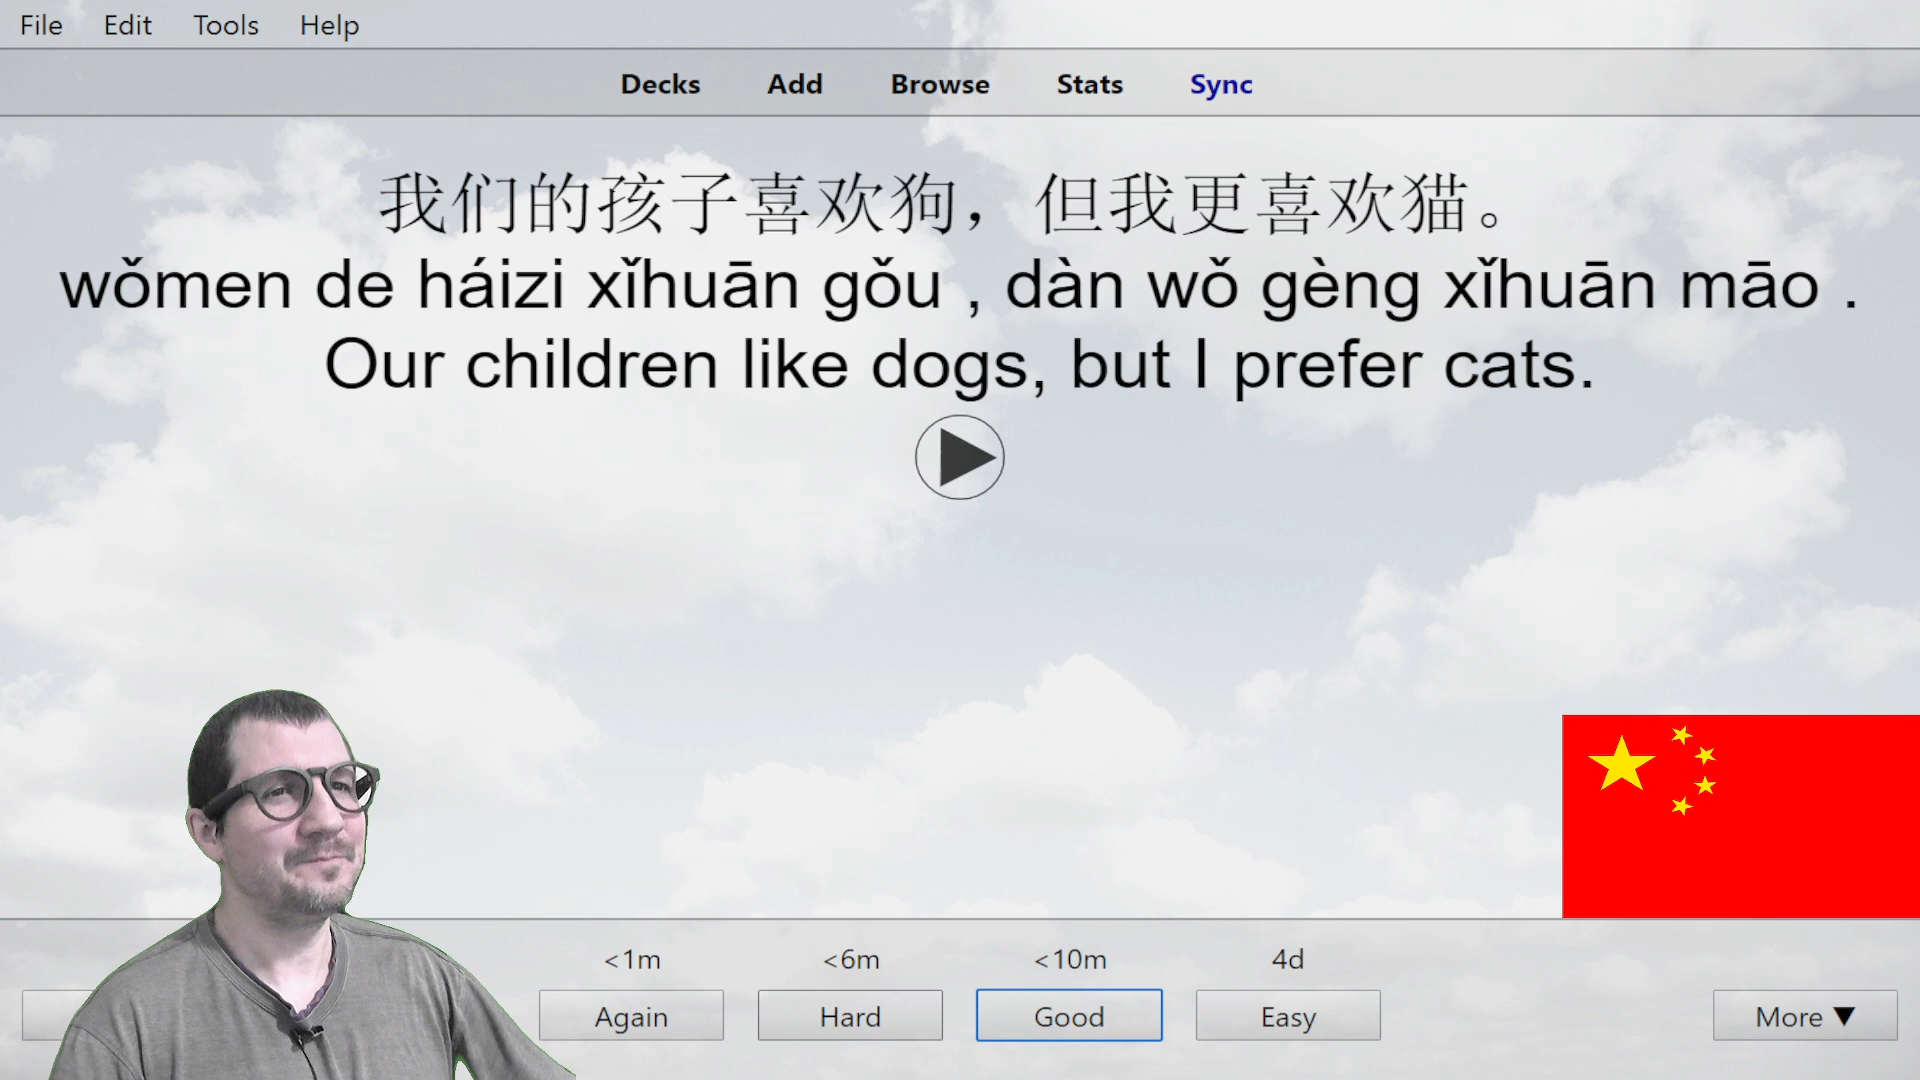 File Edit Tools Help
Decks Add Browse Stats Sync
我们的孩子喜欢狗，但我更喜欢猫。
wǒmen de háizi xǐhuān gǒu , dàn wǒ gèng xǐhuān māo .
Our children like dogs, but I prefer cats.
<1m <6m <10m 4d
Again Hard Good Easy More ▼